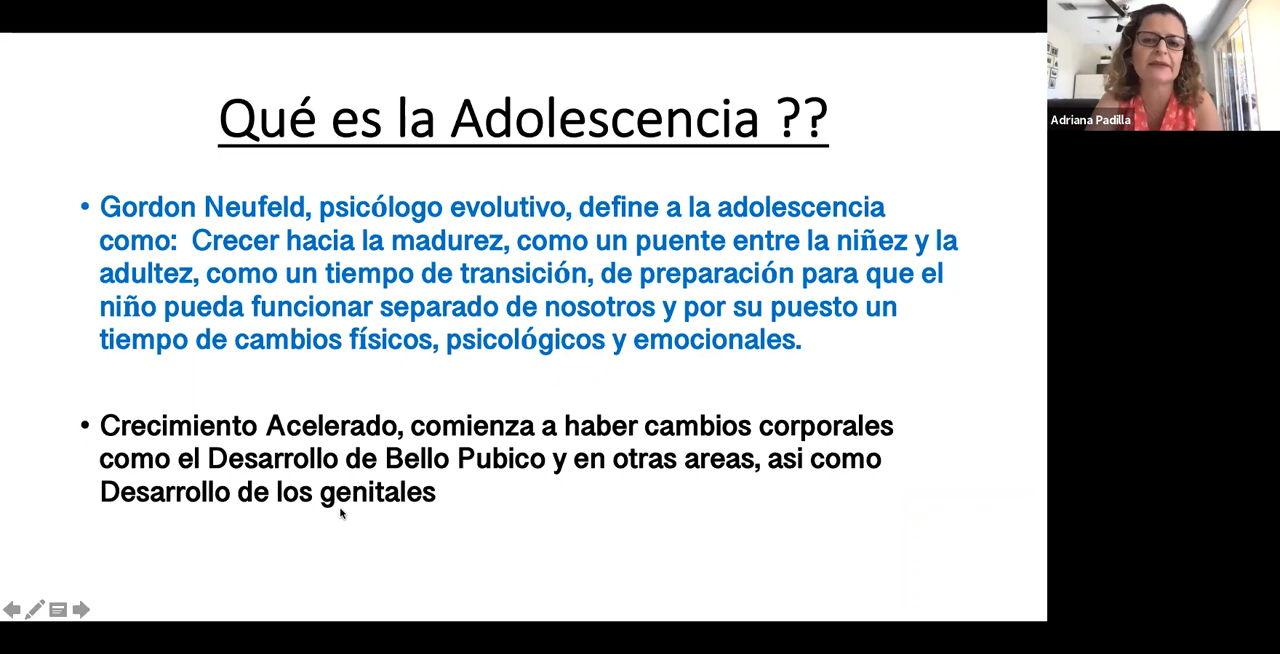 Qué es la Adolescencia ??
• Gordon Neufeld, psicólogo evolutivo, define a la adolescencia
como: Crecer hacia la madurez, como un puente entre la niñez y la
adultez, como un tiempo de transición, de preparación para que el
niño pueda funcionar separado de nosotros y por su puesto un
tiempo de cambios físicos, psicológicos y emocionales.
• Crecimiento Acelerado, comienza a haber cambios corporales
como el Desarrollo de Bello Pubico y en otras areas, asi como
Desarrollo de los genitales
Adriana Padilla